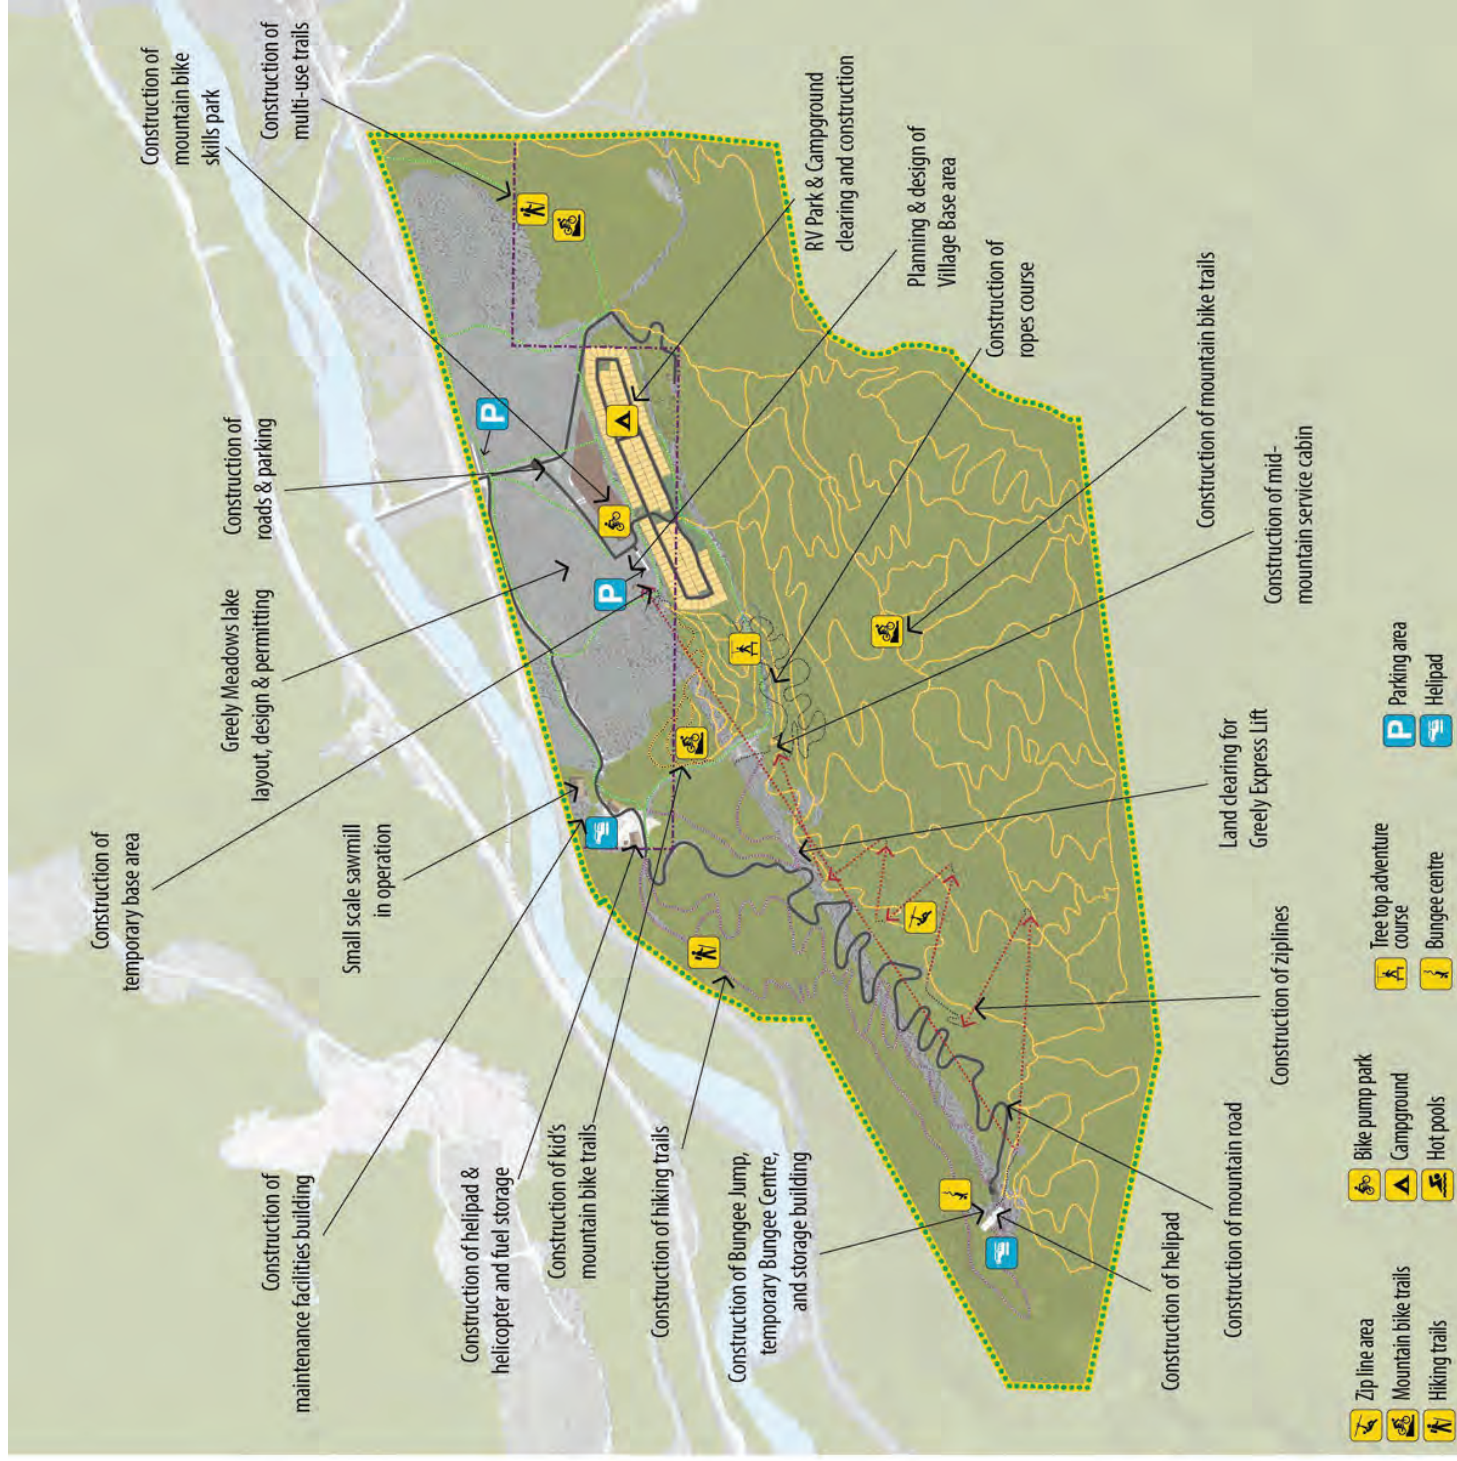 Construction of
temporary base area
Construction of
mountain bike
skills park
Greely Meadows lake
layout, design & permitting
Construction of
roads & parking
Construction of
maintenance facilities building
Construction of
multi-use trails
Small scale sawmill
in operation
Construction of helipad &
helicopter and fuel storage
P
Construction of kid's
mountain bike trails
P
Construction of hiking trails
Construction of Bungee Jump,
temporary Bungee Centre,
and storage building
RV Park & Campground
clearing and construction
Planning & design of
Village Base area
Construction of
ropes course
Construction of helipad
Construction of mountain bike trails
Construction of mountain road
Land clearing for
Greely Express Lift
Construction of ziplines
Construction of mid-
mountain service cabin
Zip line area
Mountain bike trails
Hiking trails
Bike pump park
Campground
Hot pools
Tree top adventure
course
Bungee centre
P Parking area
Helipad